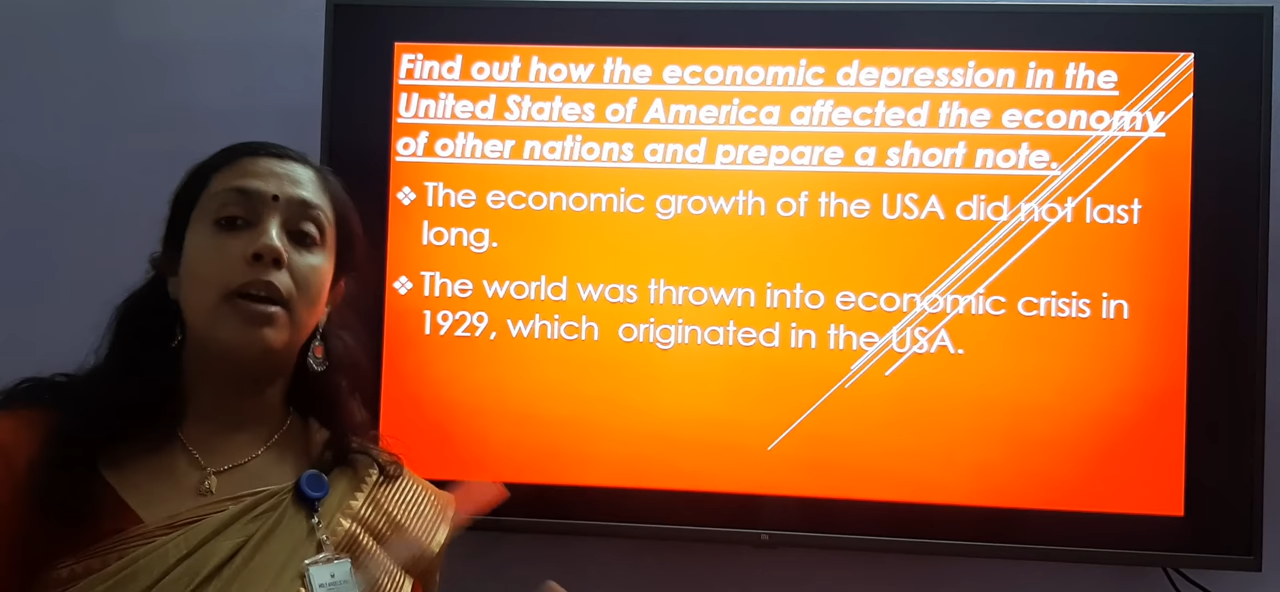 Find out how the economic depression in the
United States of America affected the economy
of other nations and prepare a short note.
❖ The economic growth of the USA did not last
long.
❖ The world was thrown into economic crisis in
1929, which originated in the USA.
mi